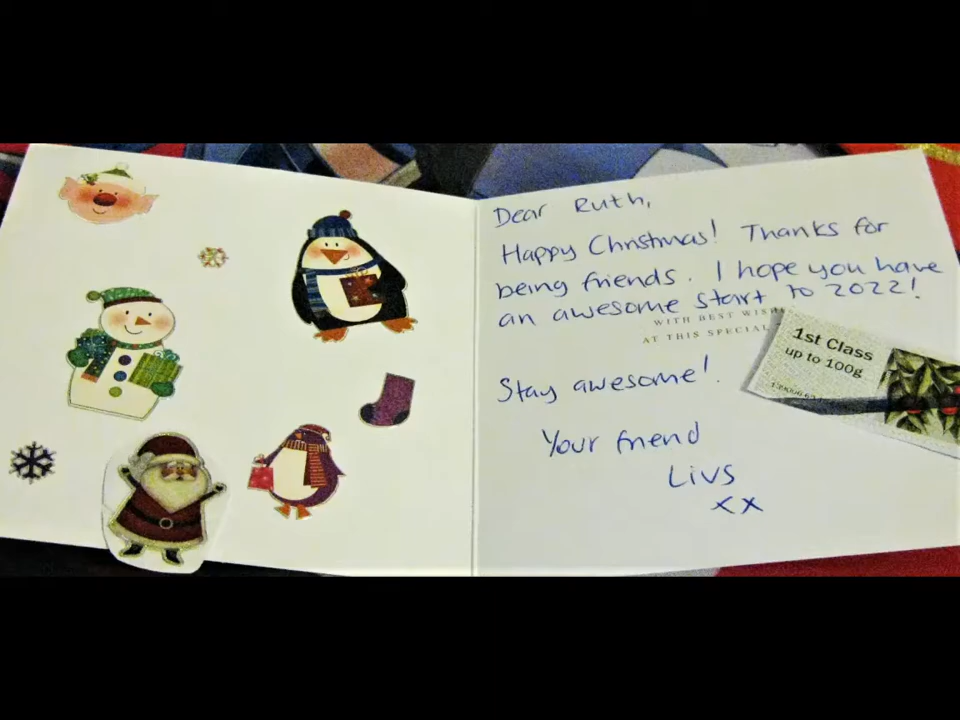 Dear Ruth,
Happy Christmas! Thanks for
being friends. I hope you have
an awesome start to 2022!
WITH BEST
AT THIS SPECIAL
Stay awesome!
Your friend
Livs
xx
1st Class
up to 100g